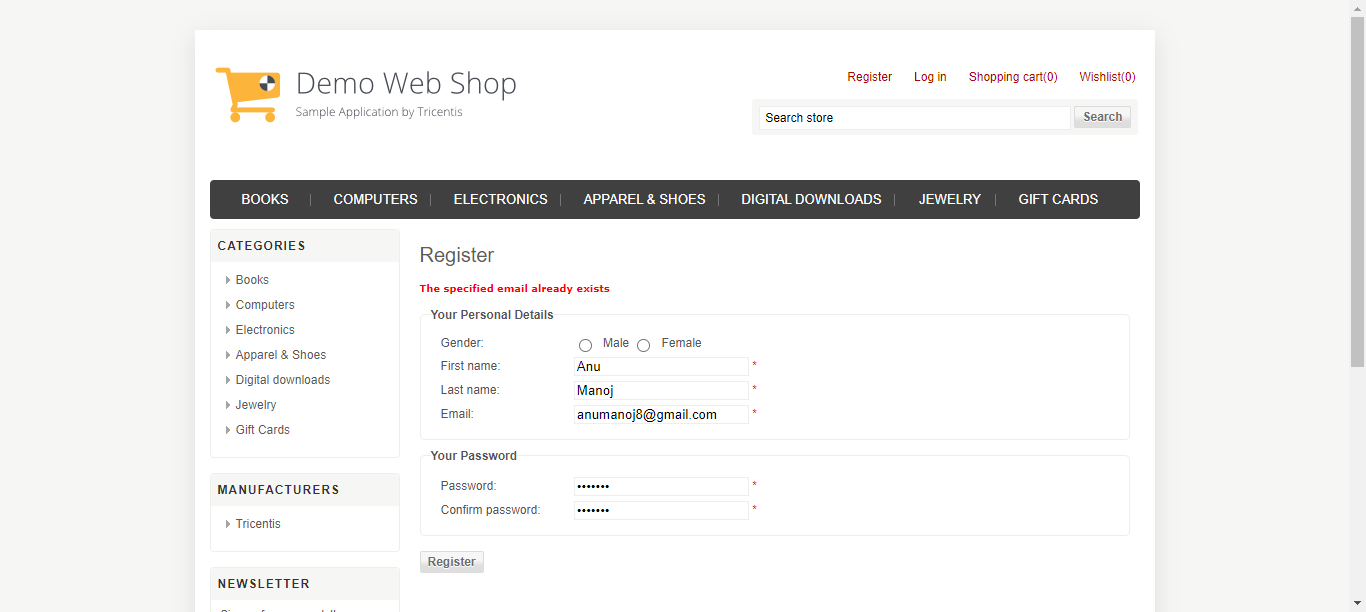 Demo Web Shop
Sample Application by Tricentis
Register Log in Shopping cart(0) Wishlist(0)
Search store Search
BOOKS COMPUTERS ELECTRONICS APPAREL & SHOES DIGITAL DOWNLOADS JEWELRY GIFT CARDS
CATEGORIES
Books
Computers
Electronics
Apparel & Shoes
Digital downloads
Jewelry
Gift Cards
MANUFACTURERS
Tricentis
NEWSLETTER
Register
The specified email already exists
Your Personal Details
Gender: Male Female
First name: Anu *
Last name: Manoj *
Email: anumanoj8@gmail.com *
Your Password
Password: ••••••• *
Confirm password: ••••••• *
Register